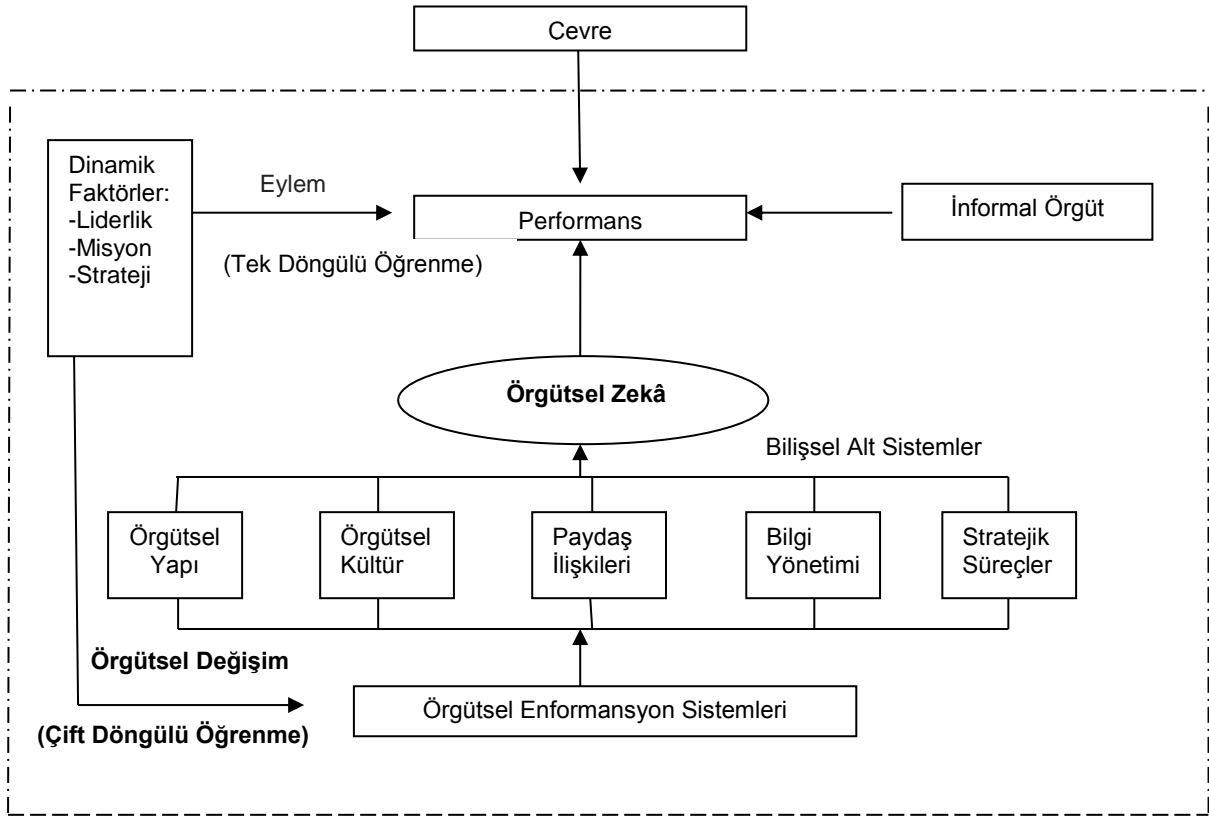 Cevre
Dinamik
Faktörler:
-Liderlik
-Misyon
-Strateji
Eylem
(Tek Döngülü Öğrenme)
Performans
İnformal Örgüt
Örgütsel Zekâ
Bilişsel Alt Sistemler
Örgütsel
Yapı
Örgütsel
Kültür
Paydaş
İlişkileri
Bilgi
Yönetimi
Stratejik
Süreçler
Örgütsel Değişim
(Çift Döngülü Öğrenme)
Örgütsel Enformansyon Sistemleri